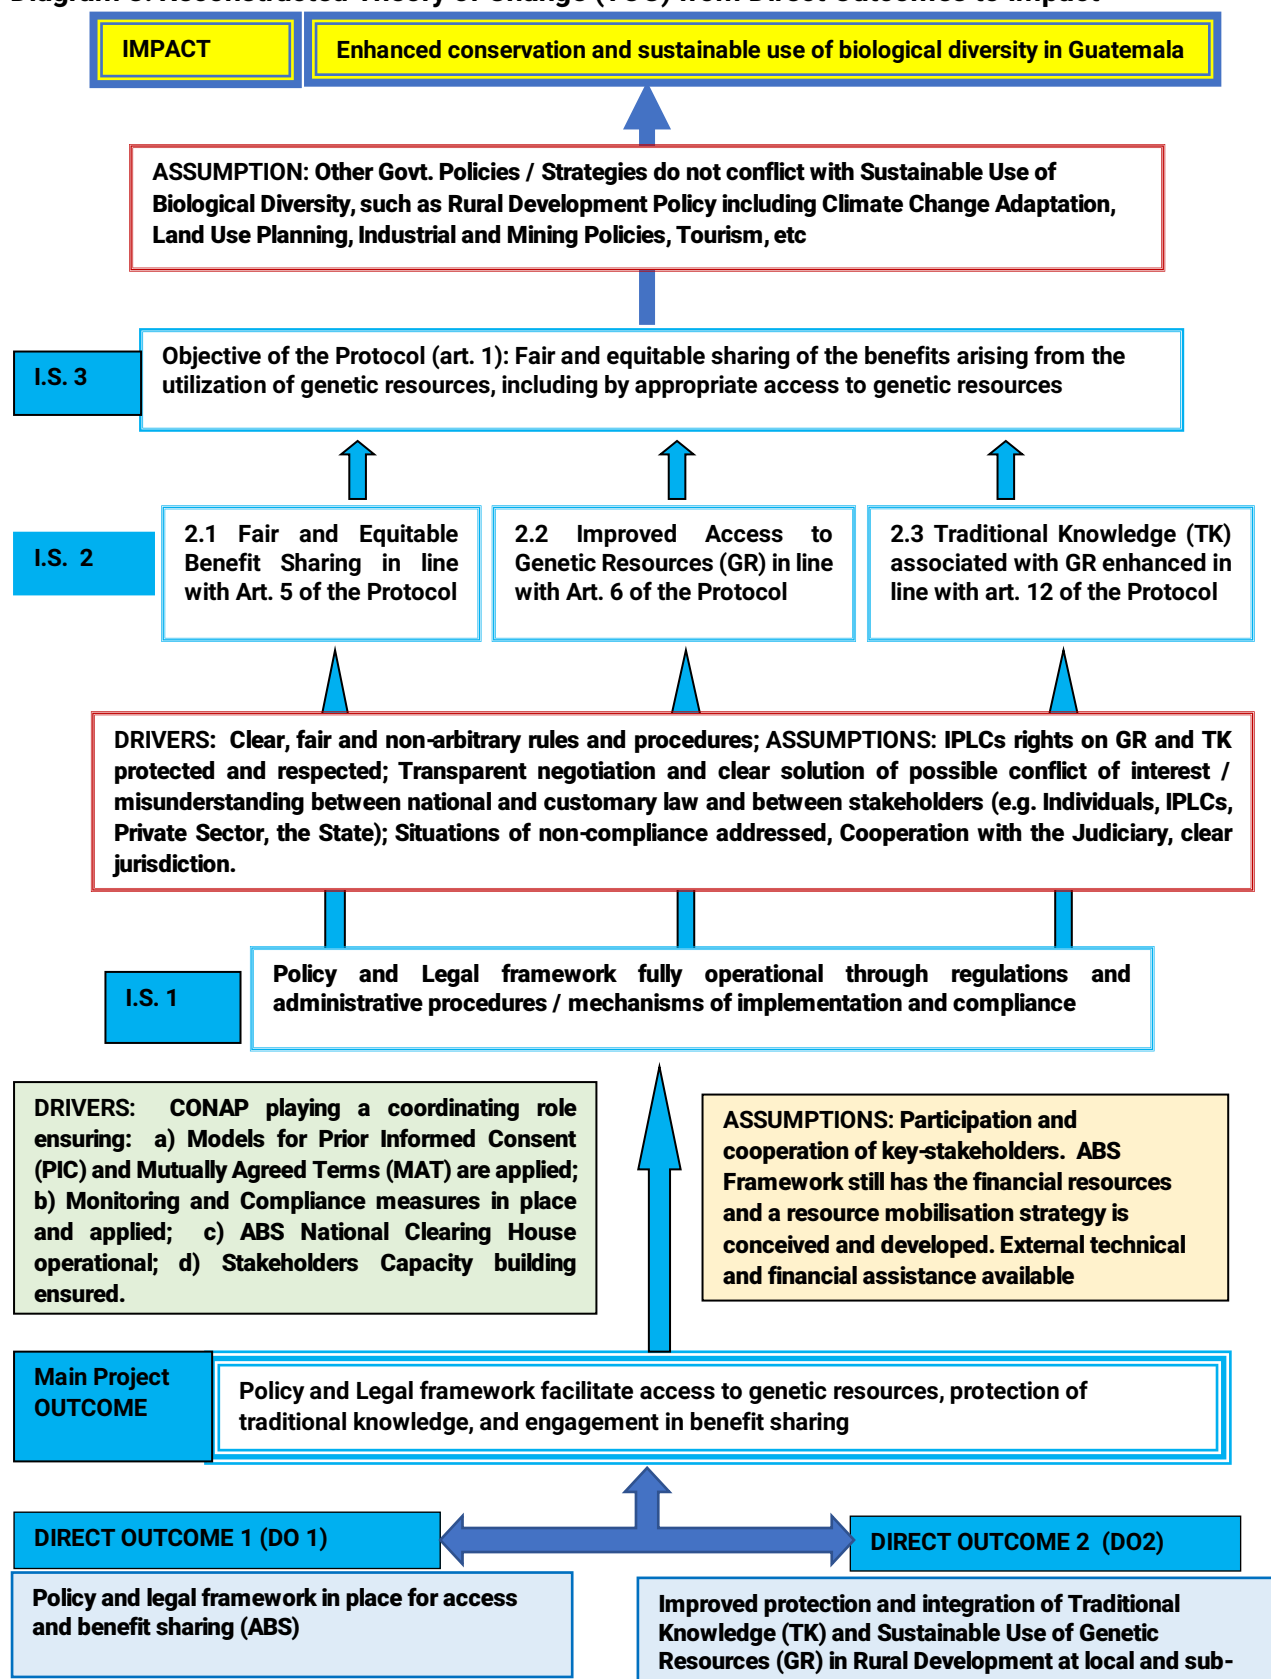 Diagram 3. Reconstructed Theory of Change (TOC) from Direct Outcomes to Impact
IMPACT
Enhanced conservation and sustainable use of biological diversity in Guatemala
ASSUMPTION: Other Govt. Policies / Strategies do not conflict with Sustainable Use of
Biological Diversity, such as Rural Development Policy including Climate Change Adaptation,
Land Use Planning, Industrial and Mining Policies, Tourism, etc
I.S. 3
Objective of the Protocol (art. 1): Fair and equitable sharing of the benefits arising from the
utilization of genetic resources, including by appropriate access to genetic resources
I.S. 2
2.1 Fair and Equitable
Benefit Sharing in line
with Art. 5 of the Protocol
2.2 Improved Access to
Genetic Resources (GR) in line
with Art. 6 of the Protocol
2.3 Traditional Knowledge (TK)
associated with GR enhanced in
line with art. 12 of the Protocol
DRIVERS: Clear, fair and non-arbitrary rules and procedures; ASSUMPTIONS: IPLCs rights on GR and TK
protected and respected; Transparent negotiation and clear solution of possible conflict of interest /
misunderstanding between national and customary law and between stakeholders (e.g. Individuals, IPLCs,
Private Sector, the State); Situations of non-compliance addressed, Cooperation with the Judiciary, clear
jurisdiction.
I.S. 1
Policy and Legal framework fully operational through regulations and
administrative procedures / mechanisms of implementation and compliance
DRIVERS: CONAP playing a coordinating role
ensuring: a) Models for Prior Informed Consent
(PIC) and Mutually Agreed Terms (MAT) are applied;
b) Monitoring and Compliance measures in place
and applied; c) ABS National Clearing House
operational; d) Stakeholders Capacity building
ensured.
ASSUMPTIONS: Participation and
cooperation of key-stakeholders. ABS
Framework still has the financial resources
and a resource mobilisation strategy is
conceived and developed. External technical
and financial assistance available
Main Project
OUTCOME
Policy and Legal framework facilitate access to genetic resources, protection of
traditional knowledge, and engagement in benefit sharing
DIRECT OUTCOME 1 (DO 1)
DIRECT OUTCOME 2 (DO2)
Policy and legal framework in place for access
and benefit sharing (ABS)
Improved protection and integration of Traditional
Knowledge (TK) and Sustainable Use of Genetic
Resources (GR) in Rural Development at local and sub-